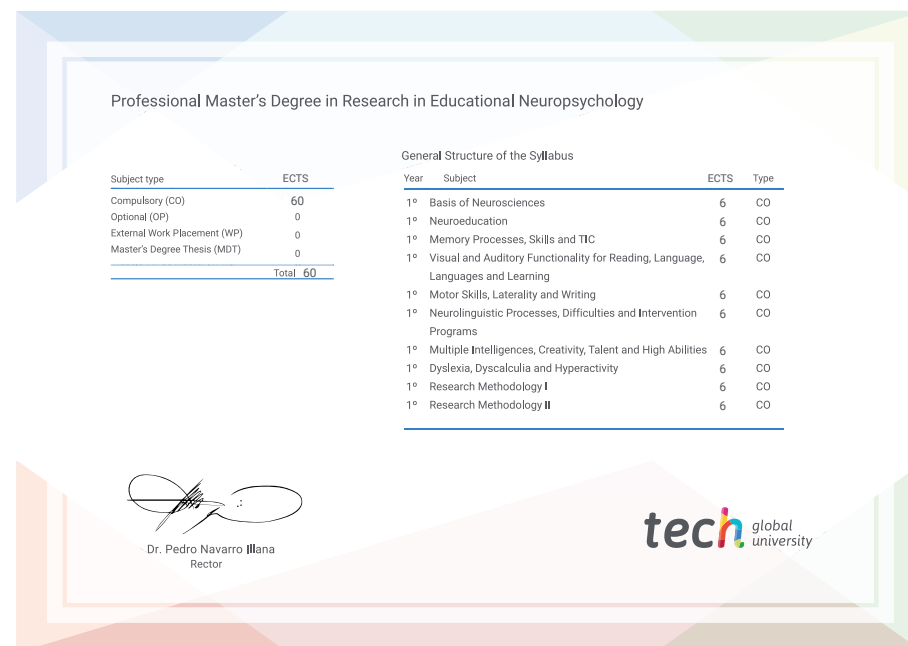 Professional Master's Degree in Research in Educational Neuropsychology
General Structure of the Syllabus
Subject type ECTS
Compulsory (CO) 60
Optional (OP) 0
External Work Placement (WP) 0
Master's Degree Thesis (MDT) 0
Total 60
Year Subject ECTS Type
1º Basis of Neurosciences 6 CO
1º Neuroeducation 6 CO
1º Memory Processes, Skills and TIC 6 CO
1º Visual and Auditory Functionality for Reading, Language, 6 CO
Languages and Learning
1º Motor Skills, Laterality and Writing 6 CO
1º Neurolinguistic Processes, Difficulties and Intervention 6 CO
Programs
1º Multiple Intelligences, Creativity, Talent and High Abilities 6 CO
1º Dyslexia, Dyscalculia and Hyperactivity 6 CO
1º Research Methodology I 6 CO
1º Research Methodology II 6 CO
Dr. Pedro Navarro Illana
Rector
tech global
university